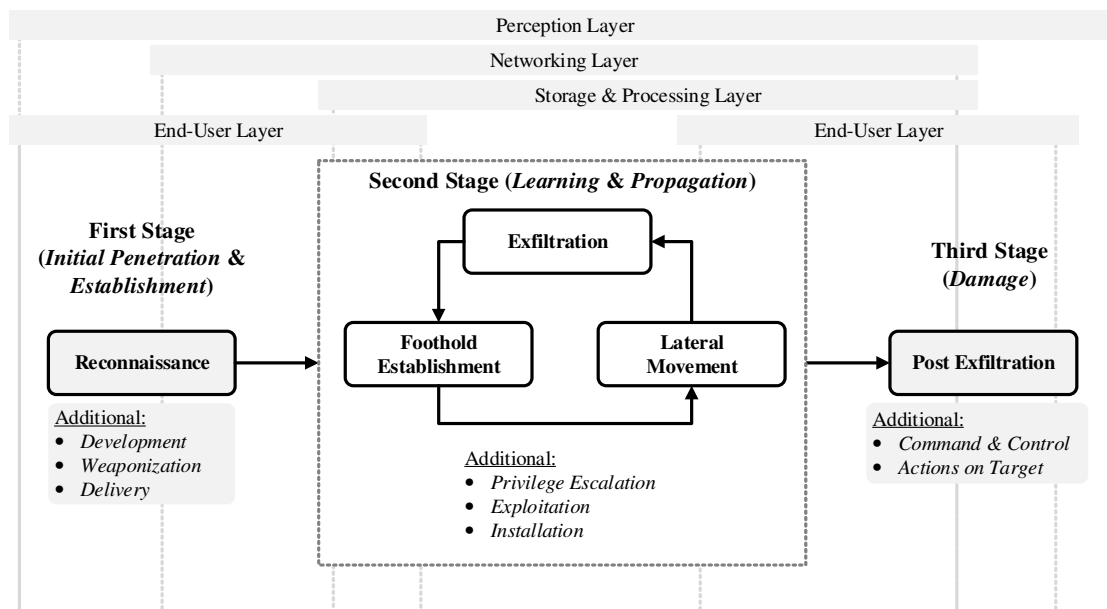 Perception Layer
Networking Layer
Storage & Processing Layer
End-User Layer
End-User Layer
First Stage
(Initial Penetration &
Establishment)
Reconnaissance
Additional:
• Development
• Weaponization
• Delivery
Second Stage (Learning & Propagation)
Exfiltration
Foothold
Establishment
Lateral
Movement
Additional:
• Privilege Escalation
• Exploitation
• Installation
Third Stage
(Damage)
Post Exfiltration
Additional:
• Command & Control
• Actions on Target